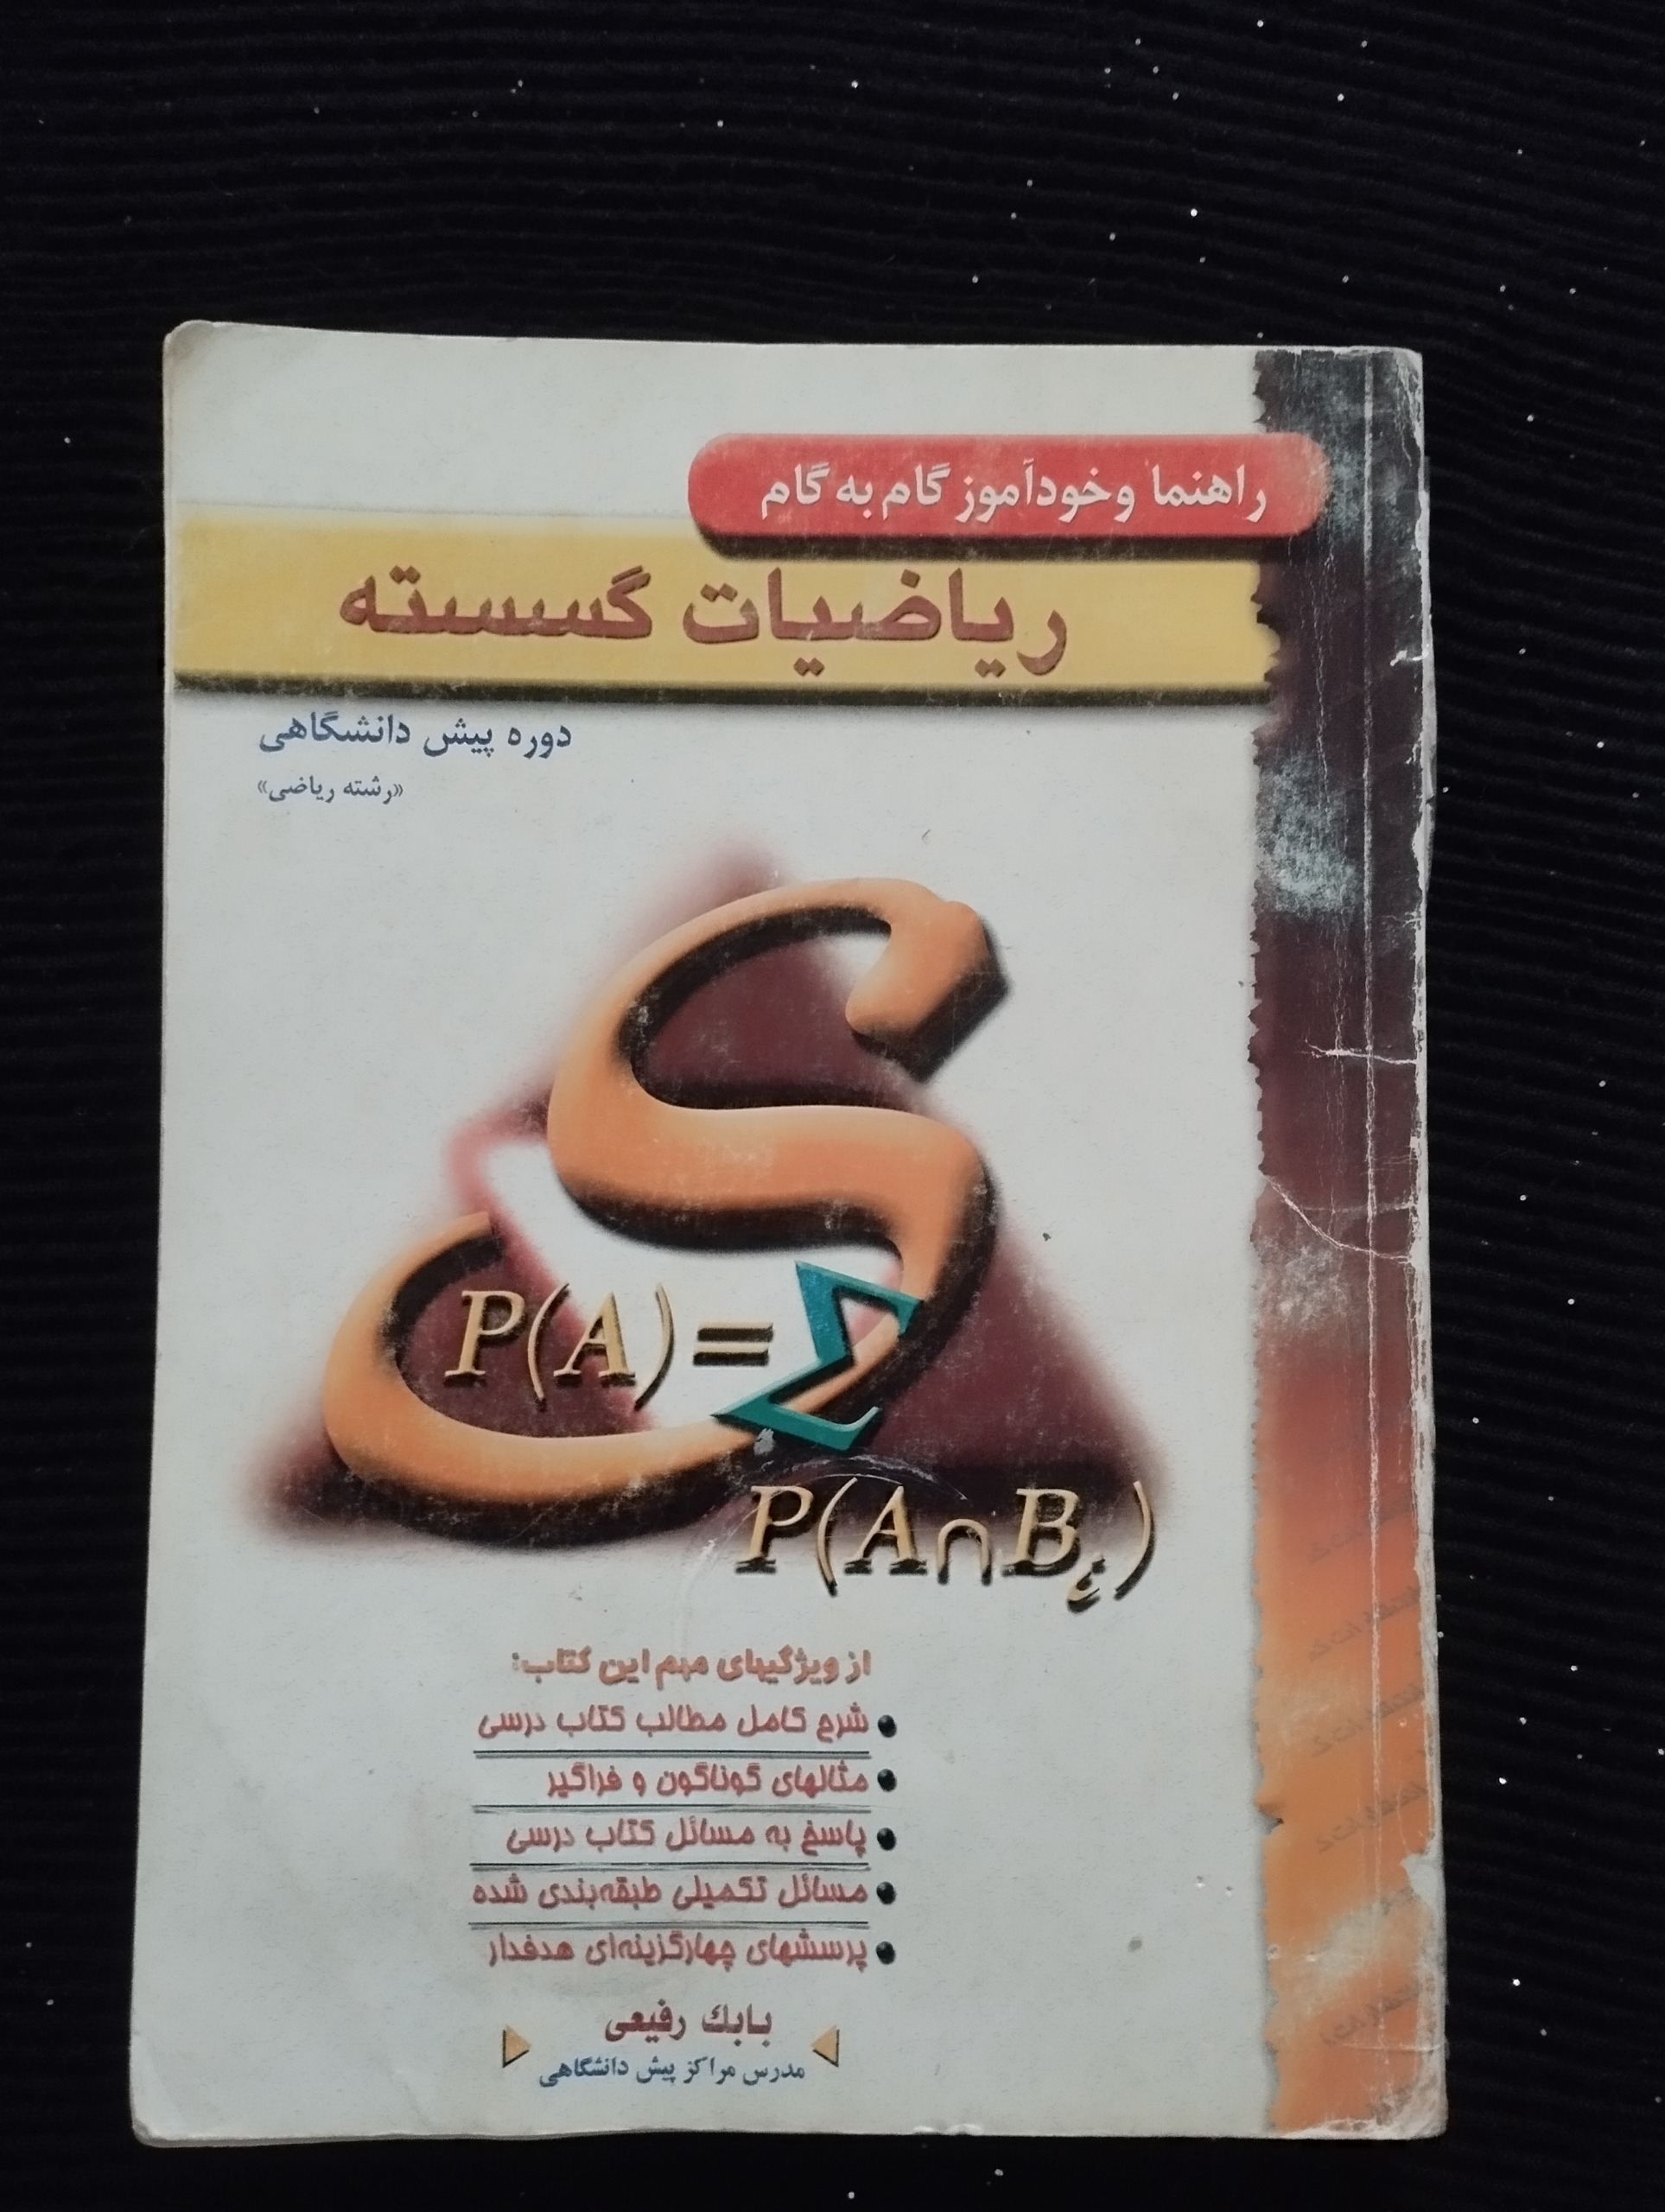 راهنما و خودآموز گام به گام
ریاضیات گسسته
دوره پیش دانشگاهی
«رشته ریاضی»
P(A)=Σ
P(A∩Bᵢ)
از ویژگیهای مهم این کتاب:
● شرح کامل مطالب کتاب درسی
● مثالهای گوناگون و فراگیر
● پاسخ به مسائل کتاب درسی
● مسائل تکمیلی طبقه‌بندی شده
● پرسشهای چهارگزینه‌ای هدفدار
بابك رفیعی
مدرس مراکز پیش دانشگاهی